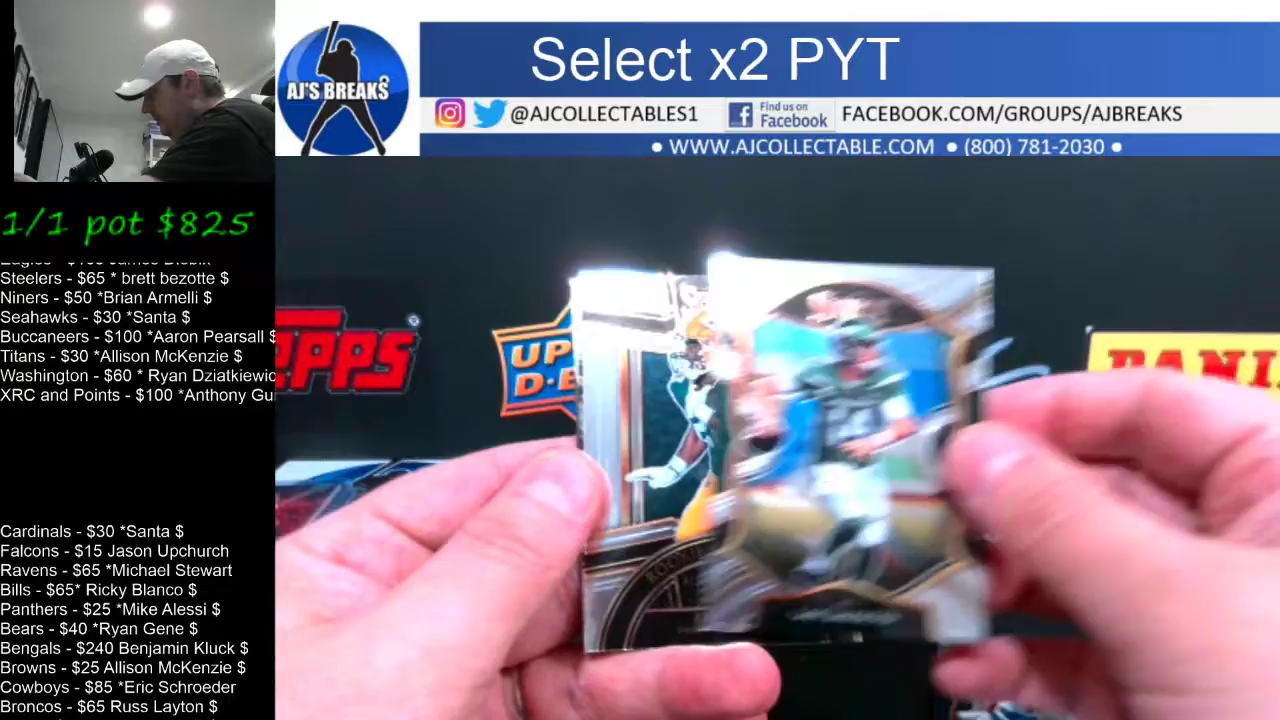 Select x2 PYT
AJ'S BREAKS
@AJCOLLECTABLES1
Find us on
Facebook
FACEBOOK.COM/GROUPS/AJBREAKS
• WWW.AJCOLLECTABLE.COM • (800) 781-2030 •
1/1 pot $825
Steelers - $65 * brett bezotte $
Niners - $50 *Brian Armelli $
Seahawks - $30 *Santa $
Buccaneers - $100 *Aaron Pearsall $
Titans - $30 *Allison McKenzie $
Washington - $60 * Ryan Dziatkiewic
XRC and Points - $100 *Anthony Gu
Cardinals - $30 *Santa $
Falcons - $15 Jason Upchurch
Ravens - $65 *Michael Stewart
Bills - $65* Ricky Blanco $
Panthers - $25 *Mike Alessi $
Bears - $40 *Ryan Gene $
Bengals - $240 Benjamin Kluck $
Browns - $25 Allison McKenzie $
Cowboys - $85 *Eric Schroeder
Broncos - $65 Russ Layton $
PPS
UP
D·E
PANINI
ROOKIE